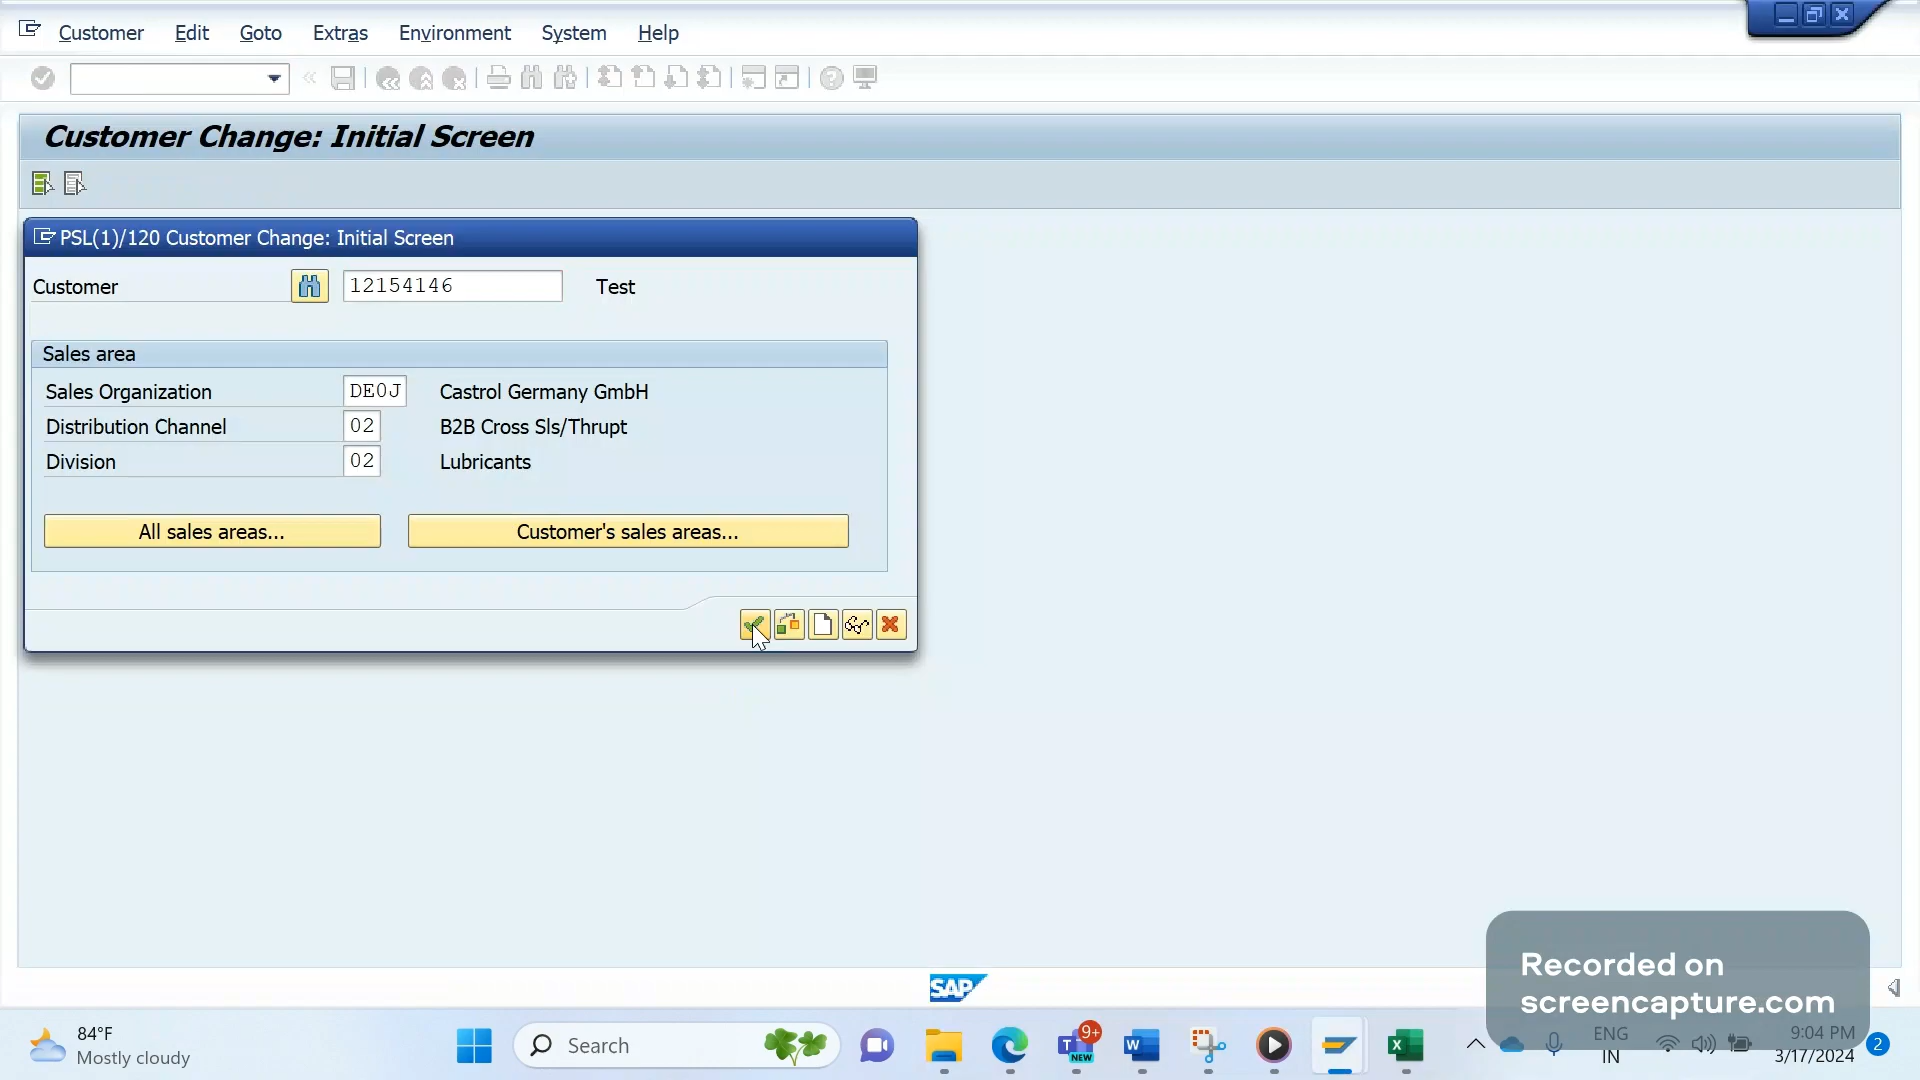 Customer Edit Goto Extras Environment System Help
Customer Change: Initial Screen
PSL(1)/120 Customer Change: Initial Screen
Customer 12154146 Test
Sales area
Sales Organization DE0J Castrol Germany GmbH
Distribution Channel 02 B2B Cross Sls/Thrupt
Division 02 Lubricants
All sales areas... Customer's sales areas...
SAP
Recorded on
screencapture.com
84°F
Mostly cloudy
Search
9+
T
NEW
W
X
ENG
IN
9:04 PM
3/17/2024
2